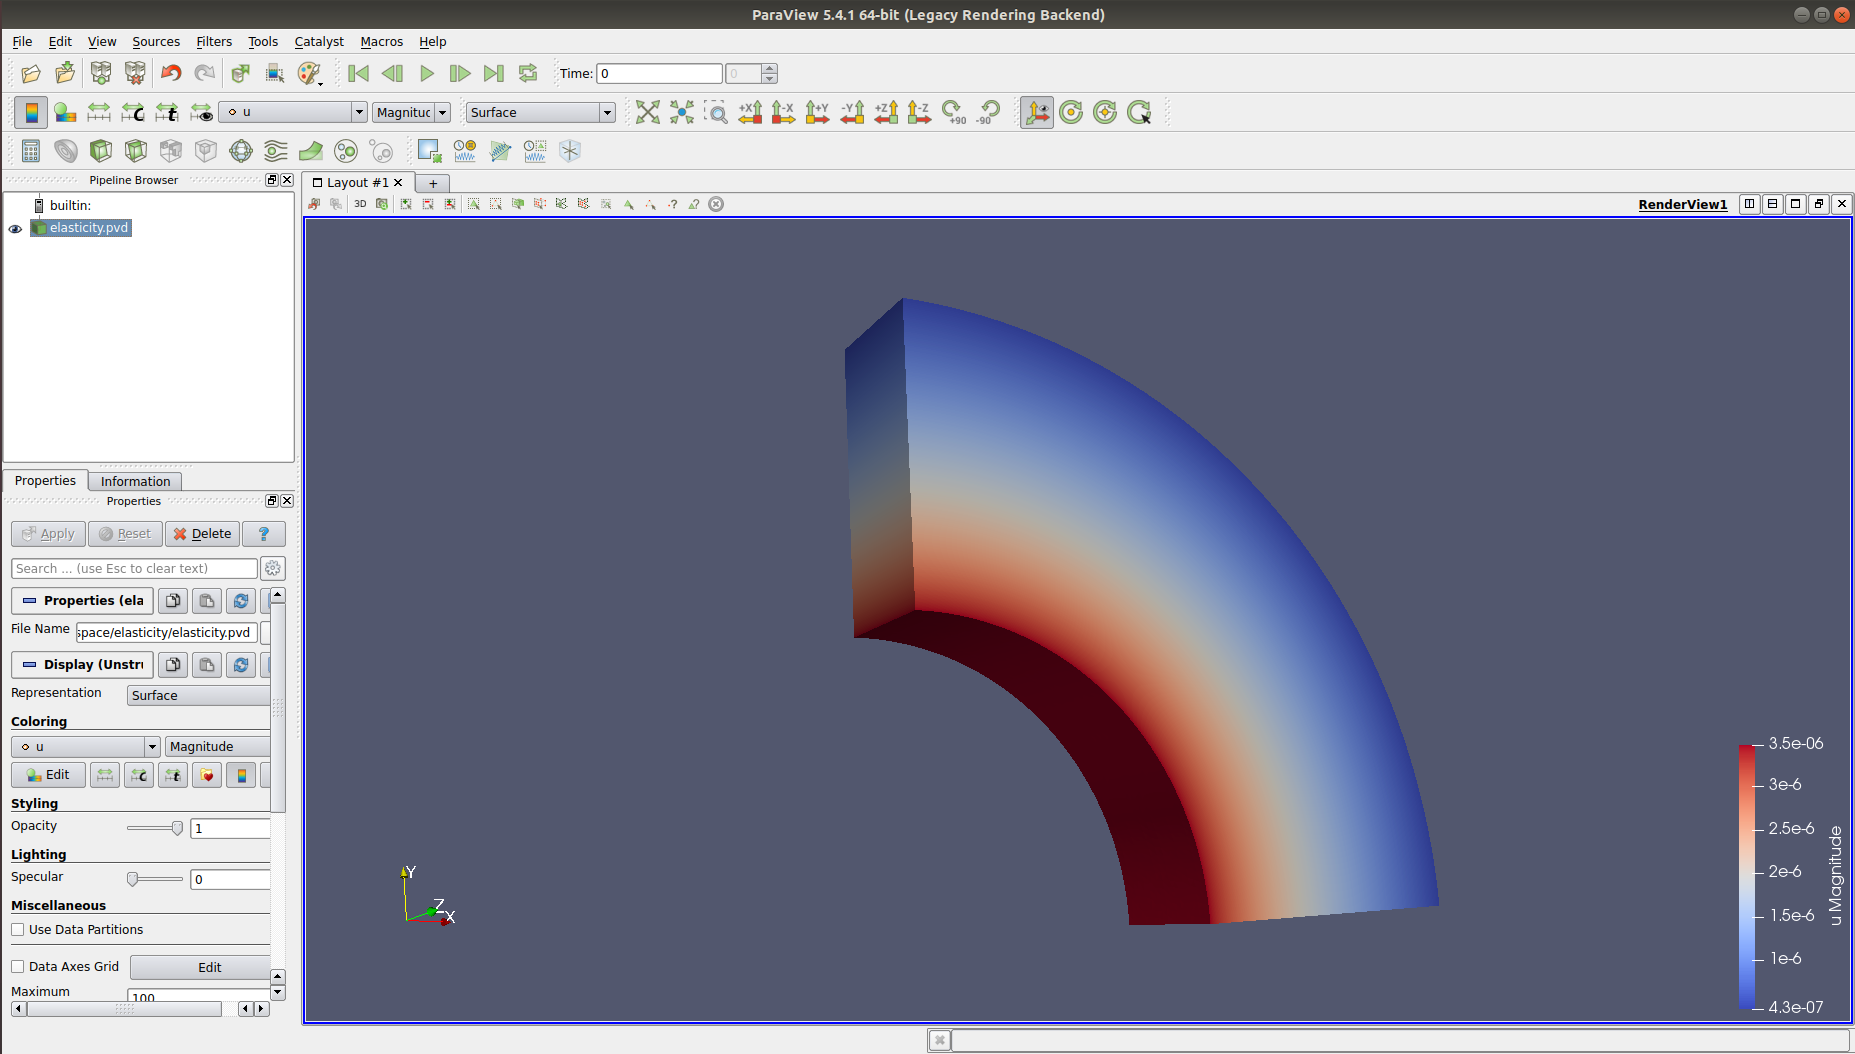 ParaView 5.4.1 64-bit (Legacy Rendering Backend)
File Edit View Sources Filters Tools Catalyst Macros Help
Time: 0 0
u Magnituc Surface +X -X +Y -Y +Z -Z +90 -90
Pipeline Browser
builtin:
elasticity.pvd
Layout #1 +
3D
RenderView1
Properties Information
Properties
Apply Reset Delete ?
Search ... (use Esc to clear text)
Properties (ela
File Name space/elasticity/elasticity.pvd
Display (Unstru
Representation Surface
Coloring
u Magnitude
Edit
Styling
Opacity 1
Lighting
Specular 0
Miscellaneous
Use Data Partitions
Data Axes Grid Edit
Maximum 100
Y
Z
X
3.5e-06
3e-6
2.5e-6
2e-6
1.5e-6
1e-6
4.3e-07
u Magnitude